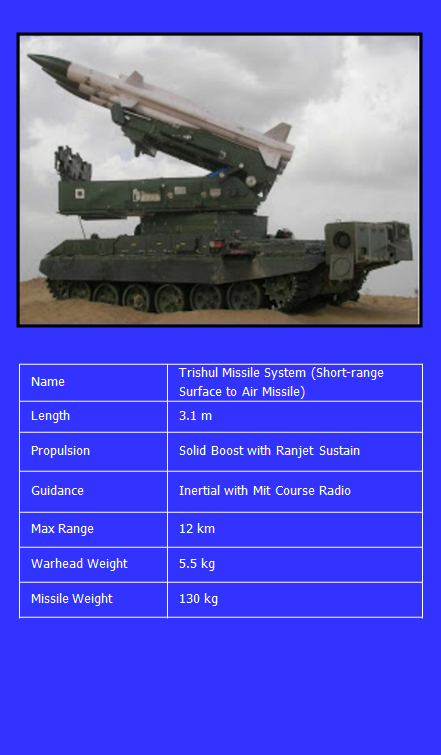 Name
Trishul Missile System (Short-range
Surface to Air Missile)
Length
3.1 m
Propulsion
Solid Boost with Ranjet Sustain
Guidance
Inertial with Mit Course Radio
Max Range
12 km
Warhead Weight
5.5 kg
Missile Weight
130 kg